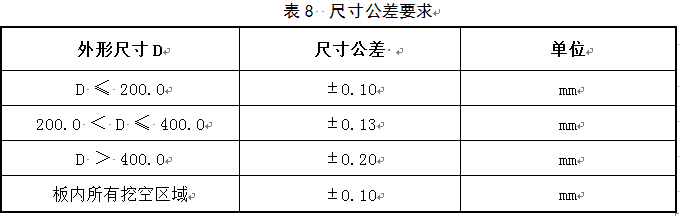 表 8 尺寸公差要求
外形尺寸 D 尺寸公差 单位
D ≤ 200.0 ±0.10 mm
200.0 < D ≤ 400.0 ±0.13 mm
D > 400.0 ±0.20 mm
板内所有挖空区域 ±0.10 mm